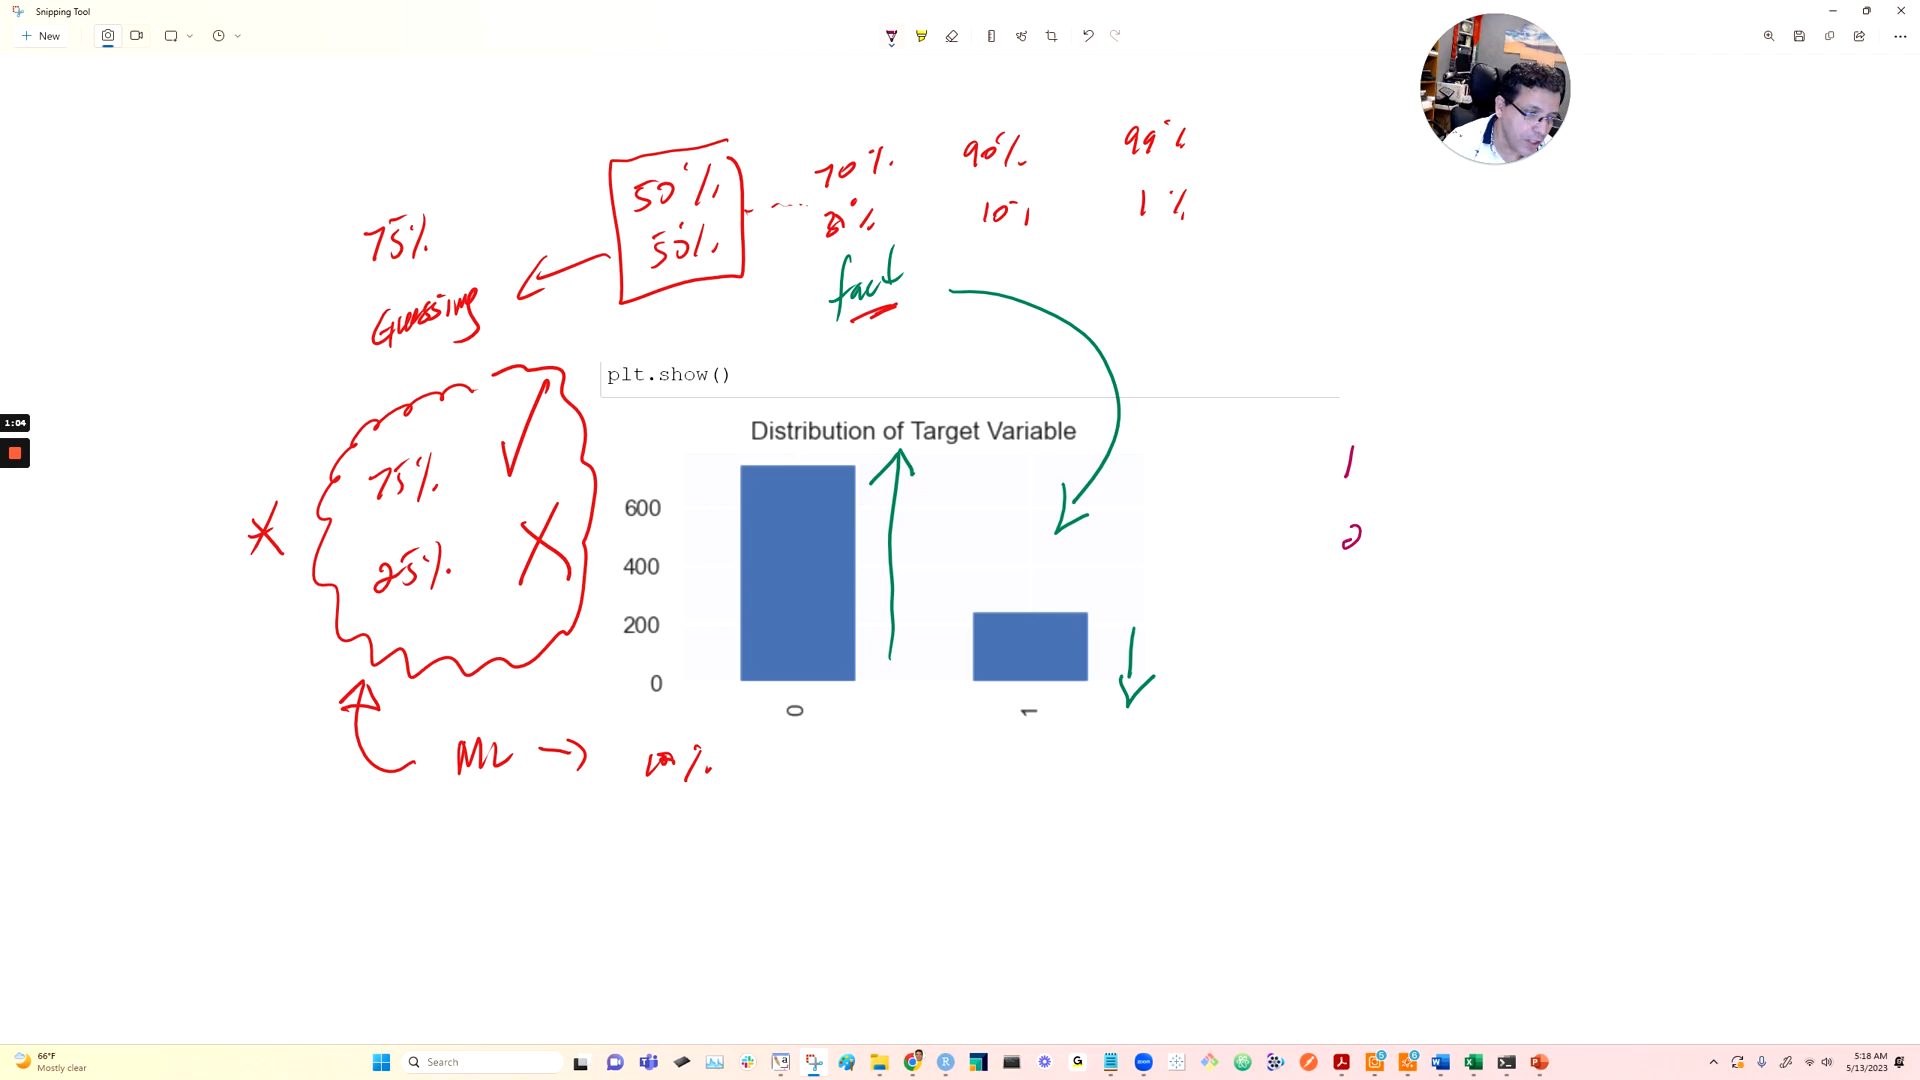 Snipping Tool
New
50% 70% 90% 99%
50% 1%
75%
fact
Guessing
plt.show()
1:04
Distribution of Target Variable
600
400
200
0
0 1
75%
25%
1
2
ML →
66°F
Mostly clear
Search
5:18 AM
5/13/2023